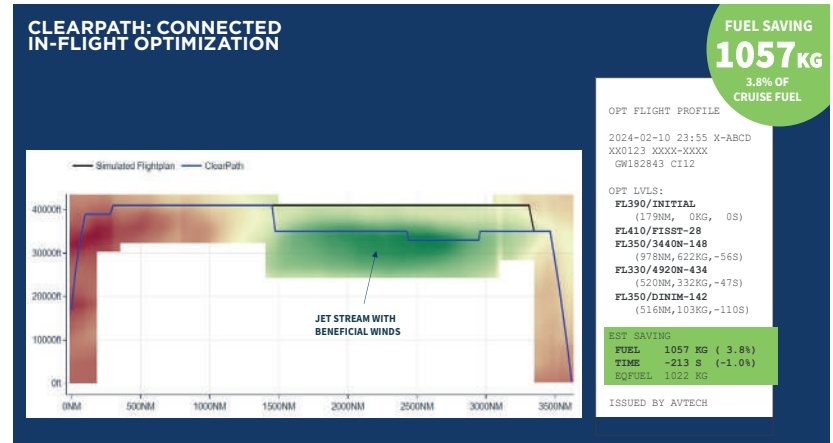 CLEARPATH: CONNECTED
IN-FLIGHT OPTIMIZATION
FUEL SAVING
1057KG
3.8% OF
CRUISE FUEL
Simulated Flightplan
ClearPath
40000ft
30000ft
20000ft
10000ft
0ft
0NM
500NM
1000NM
1500NM
2000NM
2500NM
3000NM
3500NM
JET STREAM WITH
BENEFICIAL WINDS
OPT FLIGHT PROFILE
2024-02-10 23:55 X-ABCD
XX0123 XXXX-XXXX
GW182843 CI12
OPT LVLS:
FL390/INITIAL
(179NM, 0KG, 0S)
FL410/FISST-28
FL350/3440N-148
(978NM,622KG,-56S)
FL330/4920N-434
(520NM,332KG,-47S)
FL350/DINIM-142
(516NM,103KG,-110S)
EST SAVING
FUEL 1057 KG ( 3.8%)
TIME -213 S (-1.0%)
EQFUEL 1022 KG
ISSUED BY AVTECH